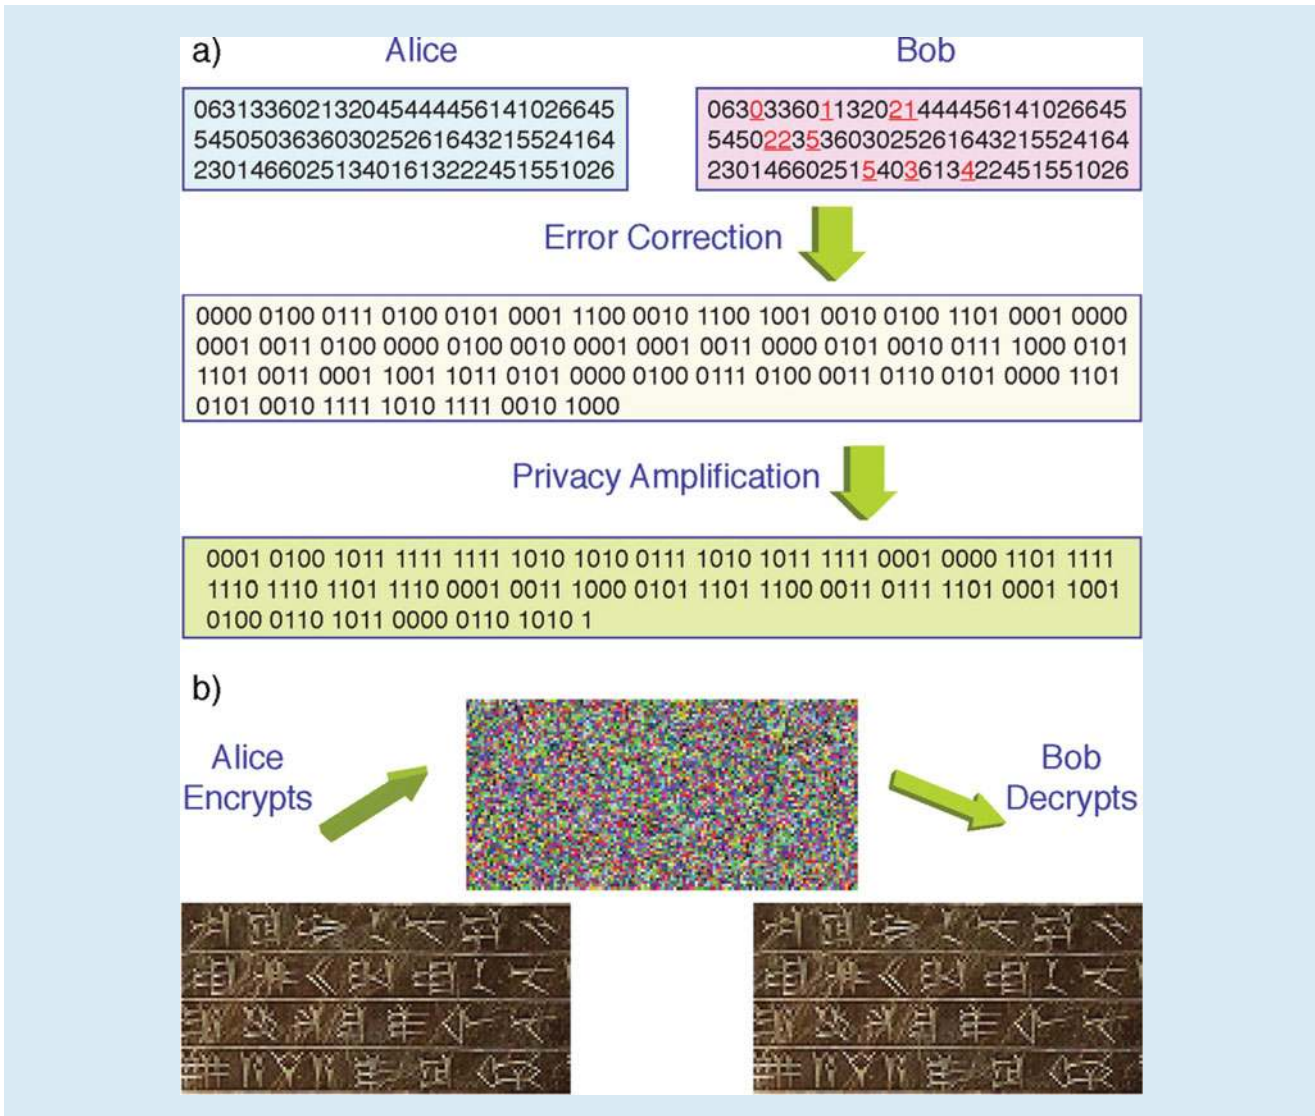 a)
Alice
Bob
063133602132045444456141026645
545050363603025261643215524164
230146602513401613222451551026
063033601132021444456141026645
545022353603025261643215524164
230146602515403613422451551026
Error Correction
0000 0100 0111 0100 0101 0001 1100 0010 1100 1001 0010 0100 1101 0001 0000
0001 0011 0100 0000 0100 0010 0001 0001 0011 0000 0101 0010 0111 1000 0101
1101 0011 0001 1001 1011 0101 0000 0100 0111 0100 0011 0110 0101 0000 1101
0101 0010 1111 1010 1111 0010 1000
Privacy Amplification
0001 0100 1011 1111 1111 1010 1010 0111 1010 1011 1111 0001 0000 1101 1111
1110 1110 1101 1110 0001 0011 1000 0101 1101 1100 0011 0111 1101 0001 1001
0100 0110 1011 0000 0110 1010 1
b)
Alice
Encrypts
Bob
Decrypts